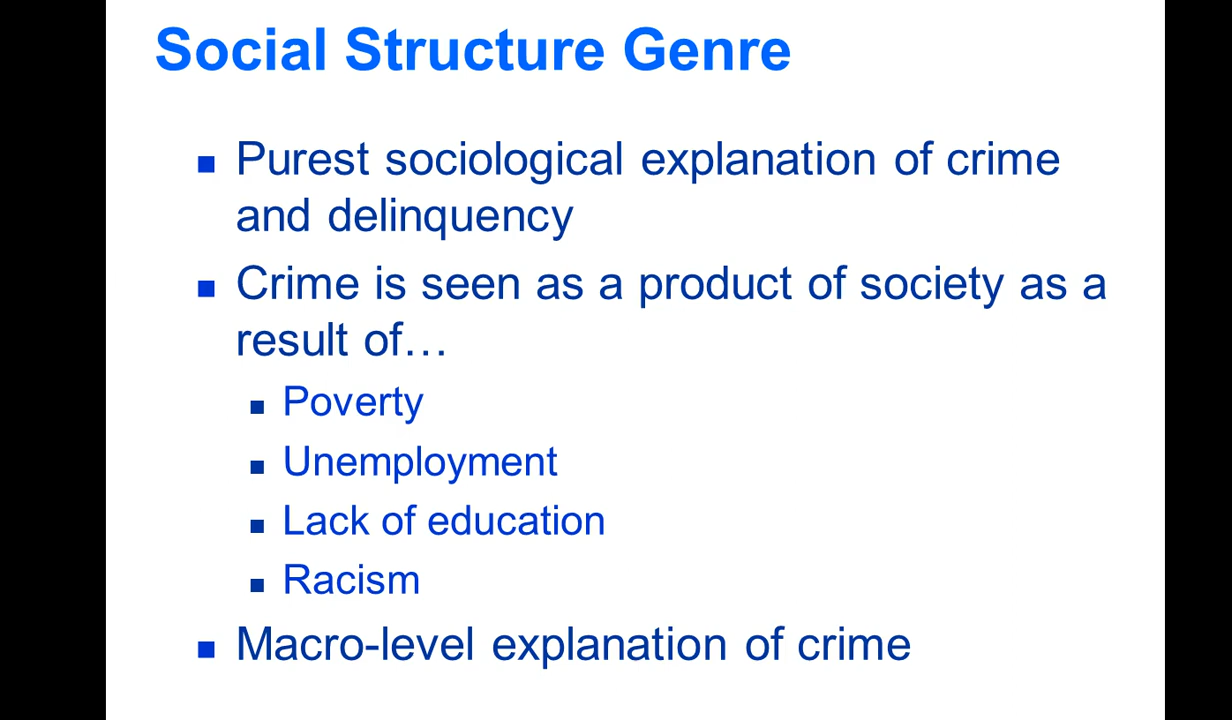 Social Structure Genre
Purest sociological explanation of crime
and delinquency
Crime is seen as a product of society as a
result of…
Poverty
Unemployment
Lack of education
Racism
Macro-level explanation of crime